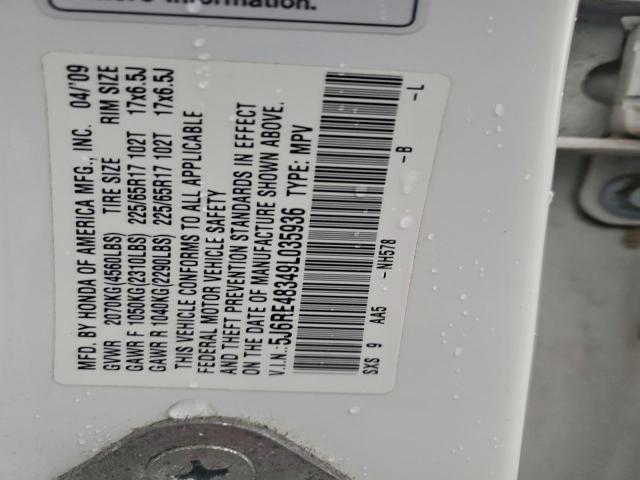 information.
MFD. BY HONDA OF AMERICA MFG., INC. 04/'09
GVWR 2070KG(4560LBS) TIRE SIZE RIM SIZE
GAWR F 1050KG(2310LBS) 225/65R17 102T 17x6.5J
GAWR R 1040KG(2290LBS) 225/65R17 102T 17x6.5J
THIS VEHICLE CONFORMS TO ALL APPLICABLE
FEDERAL MOTOR VEHICLE SAFETY
AND THEFT PREVENTION STANDARDS IN EFFECT
ON THE DATE OF MANUFACTURE SHOWN ABOVE.
V.I.N.: 5J6RE48349L035936 TYPE: MPV
SXS 9 AA5 -NH578 -B -L